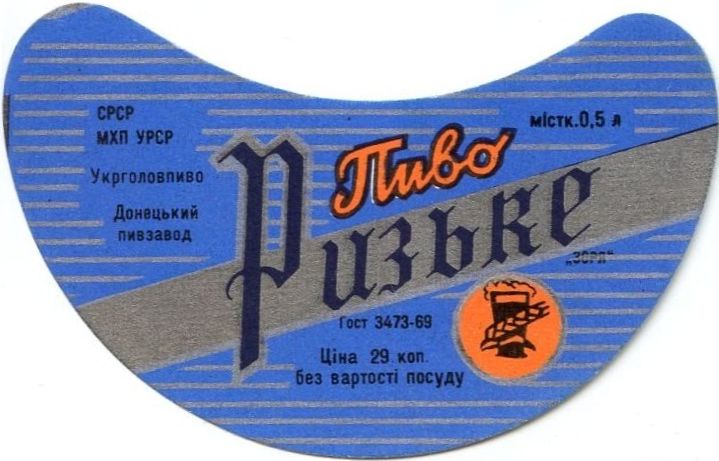 СРСР
МХП УРСР
Укрголовпиво
Донецький
пивзавод
містк.0,5 л
Пиво
Ризьке
„ЗОРЯ“
Гост 3473-69
Ціна 29 коп.
без вартості посуду